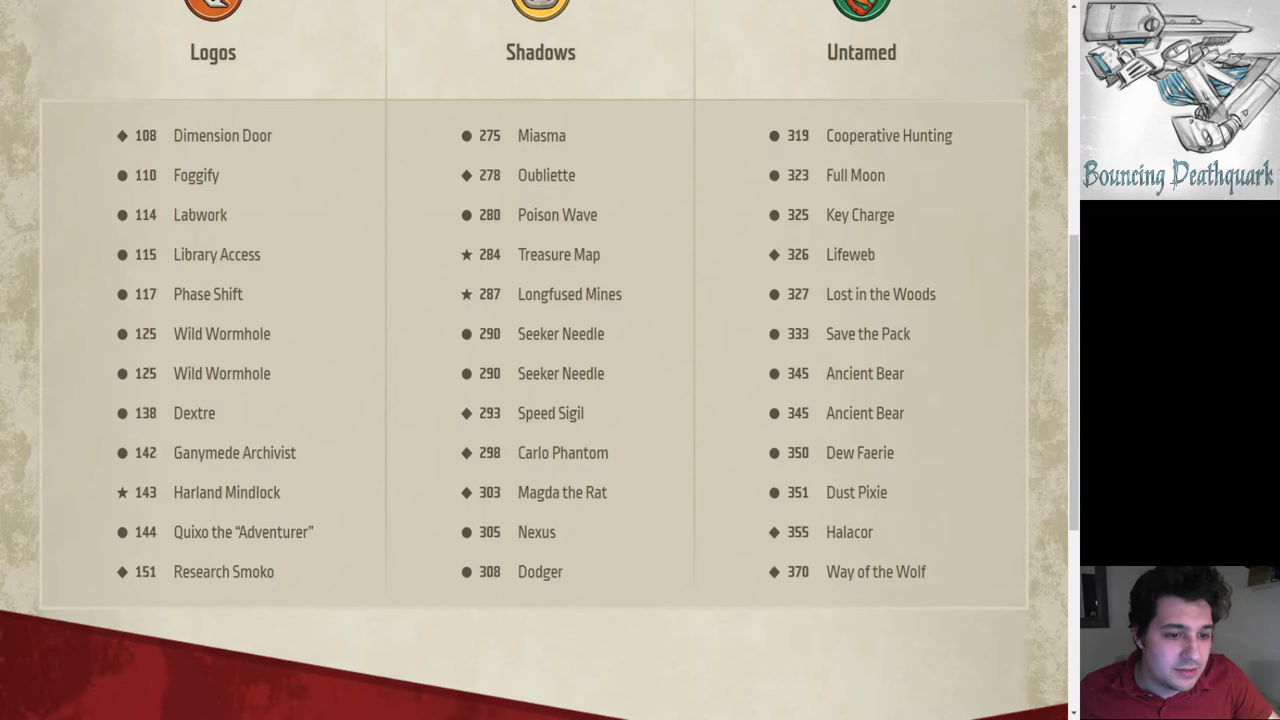 Logos
Shadows
Untamed
108 Dimension Door
110 Foggify
114 Labwork
115 Library Access
117 Phase Shift
125 Wild Wormhole
125 Wild Wormhole
138 Dextre
142 Ganymede Archivist
143 Harland Mindlock
144 Quixo the “Adventurer”
151 Research Smoko
275 Miasma
278 Oubliette
280 Poison Wave
284 Treasure Map
287 Longfused Mines
290 Seeker Needle
290 Seeker Needle
293 Speed Sigil
298 Carlo Phantom
303 Magda the Rat
305 Nexus
308 Dodger
319 Cooperative Hunting
323 Full Moon
325 Key Charge
326 Lifeweb
327 Lost in the Woods
333 Save the Pack
345 Ancient Bear
345 Ancient Bear
350 Dew Faerie
351 Dust Pixie
355 Halacor
370 Way of the Wolf
Bouncing Deathquark